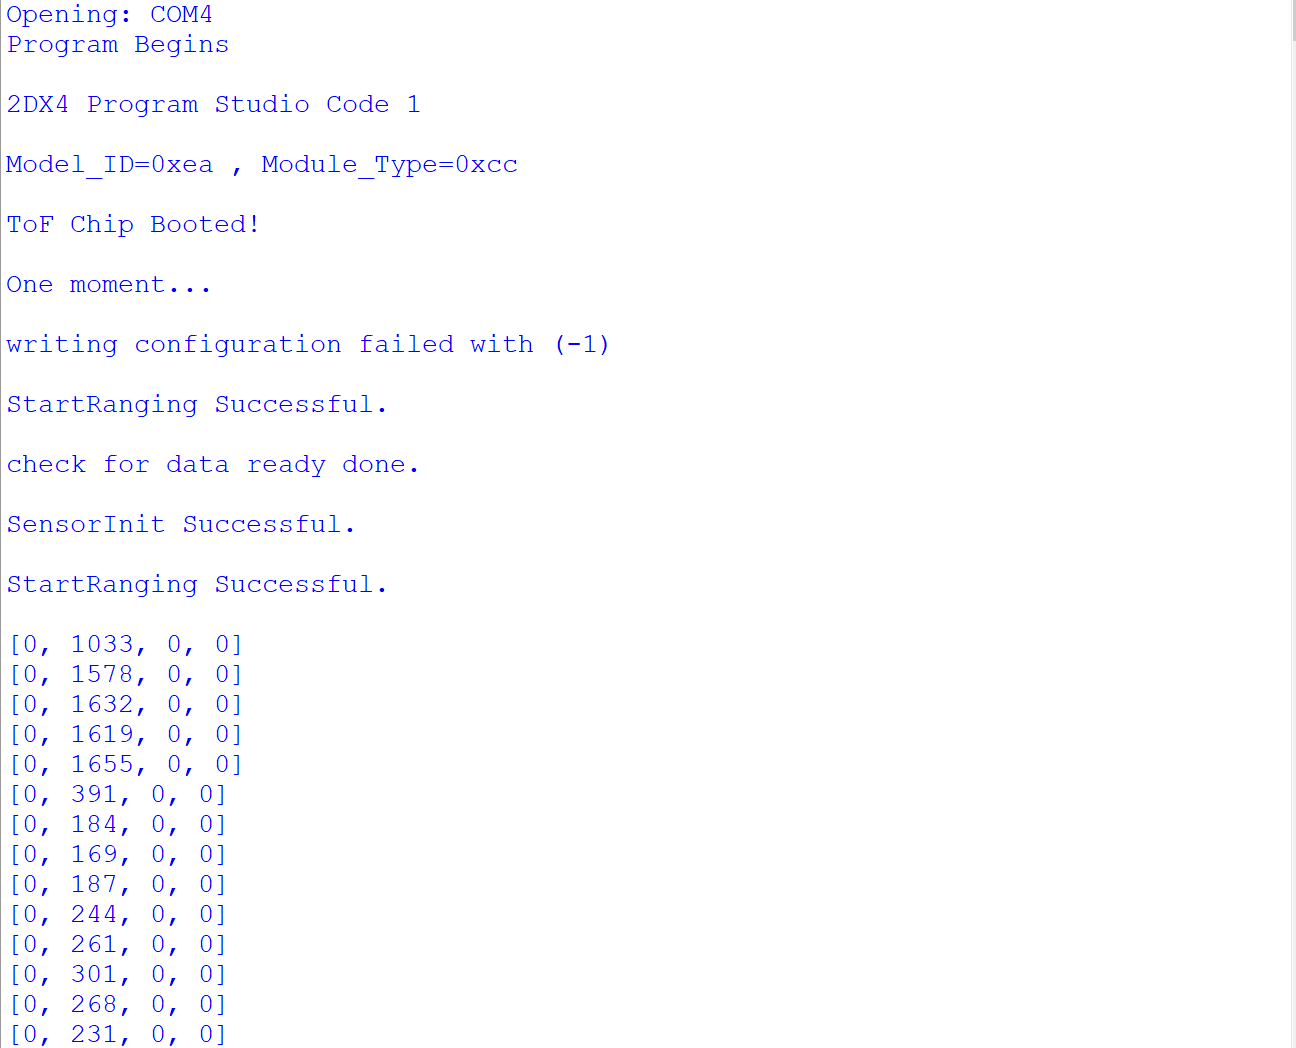 Opening: COM4
Program Begins
2DX4 Program Studio Code 1
Model_ID=0xea , Module_Type=0xcc
ToF Chip Booted!
One moment...
writing configuration failed with (-1)
StartRanging Successful.
check for data ready done.
SensorInit Successful.
StartRanging Successful.
[0, 1033, 0, 0]
[0, 1578, 0, 0]
[0, 1632, 0, 0]
[0, 1619, 0, 0]
[0, 1655, 0, 0]
[0, 391, 0, 0]
[0, 184, 0, 0]
[0, 169, 0, 0]
[0, 187, 0, 0]
[0, 244, 0, 0]
[0, 261, 0, 0]
[0, 301, 0, 0]
[0, 268, 0, 0]
[0, 231, 0, 0]